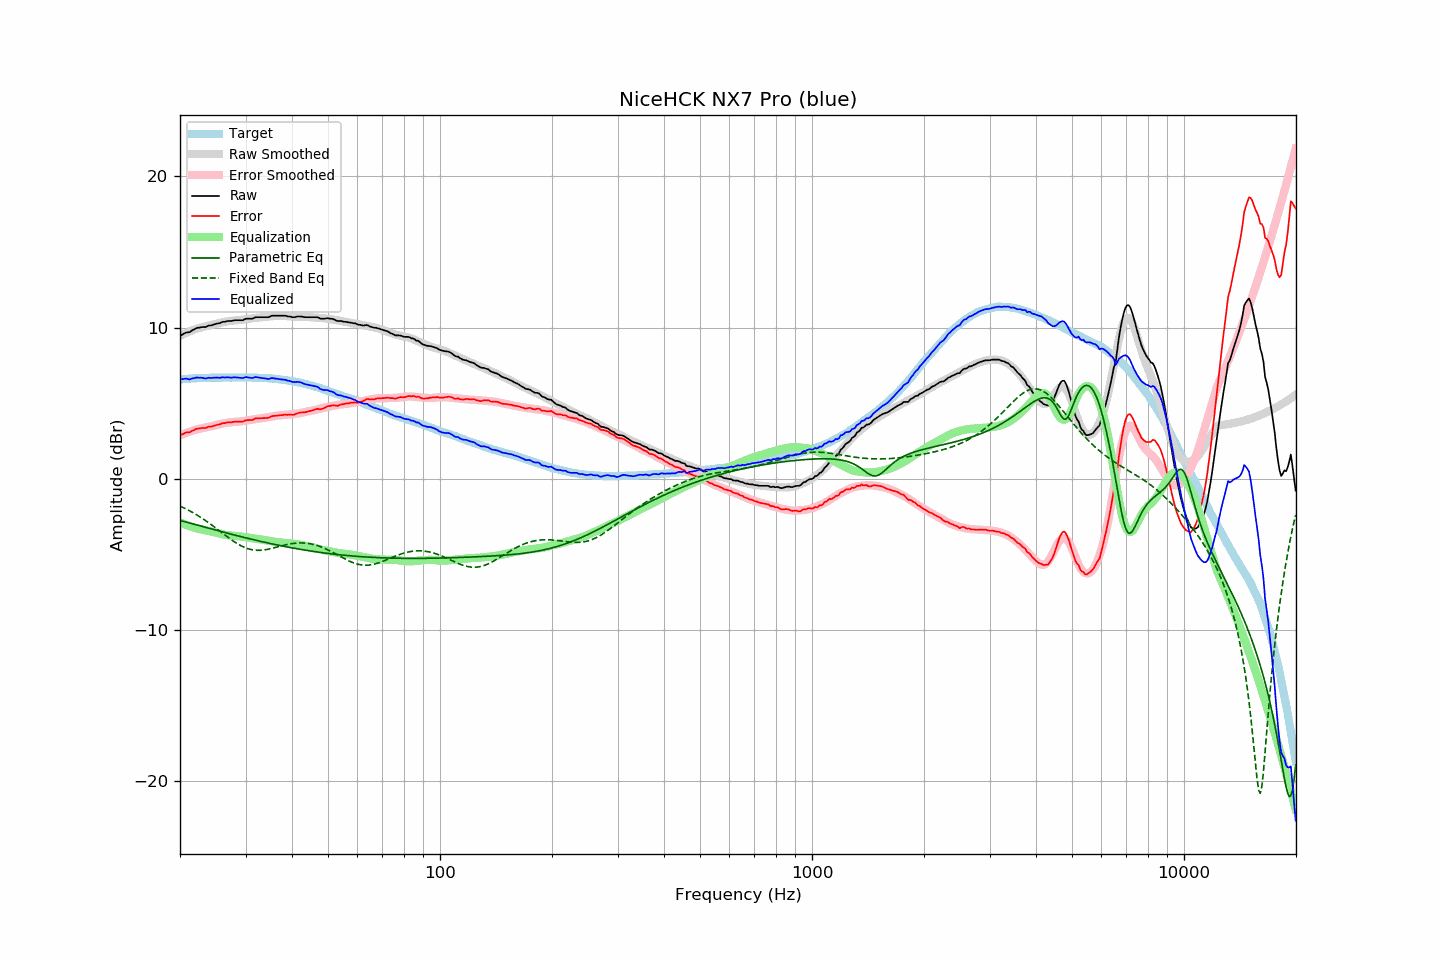 NiceHCK NX7 Pro (blue)
Target
Raw Smoothed
Error Smoothed
Raw
Error
Equalization
Parametric Eq
Fixed Band Eq
Equalized
20
10
0
−10
−20
Amplitude (dBr)
100
1000
10000
Frequency (Hz)